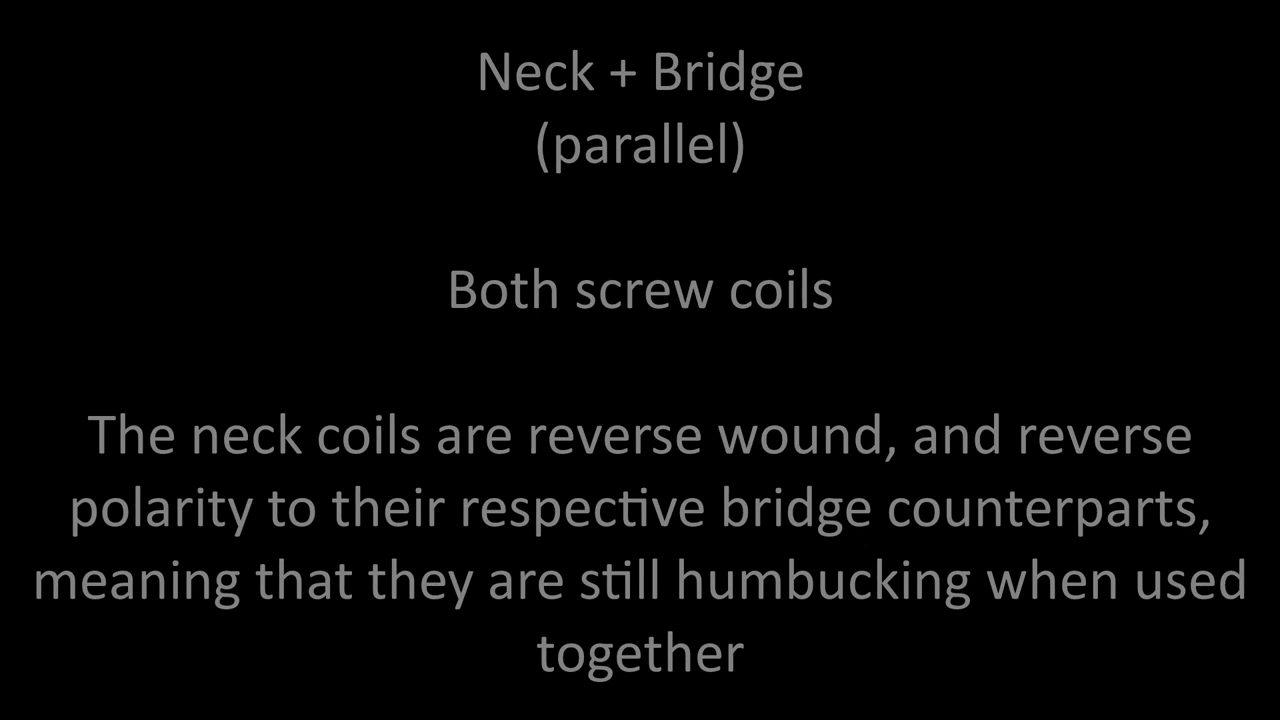 Neck + Bridge
(parallel)
Both screw coils
The neck coils are reverse wound, and reverse
polarity to their respective bridge counterparts,
meaning that they are still humbucking when used
together